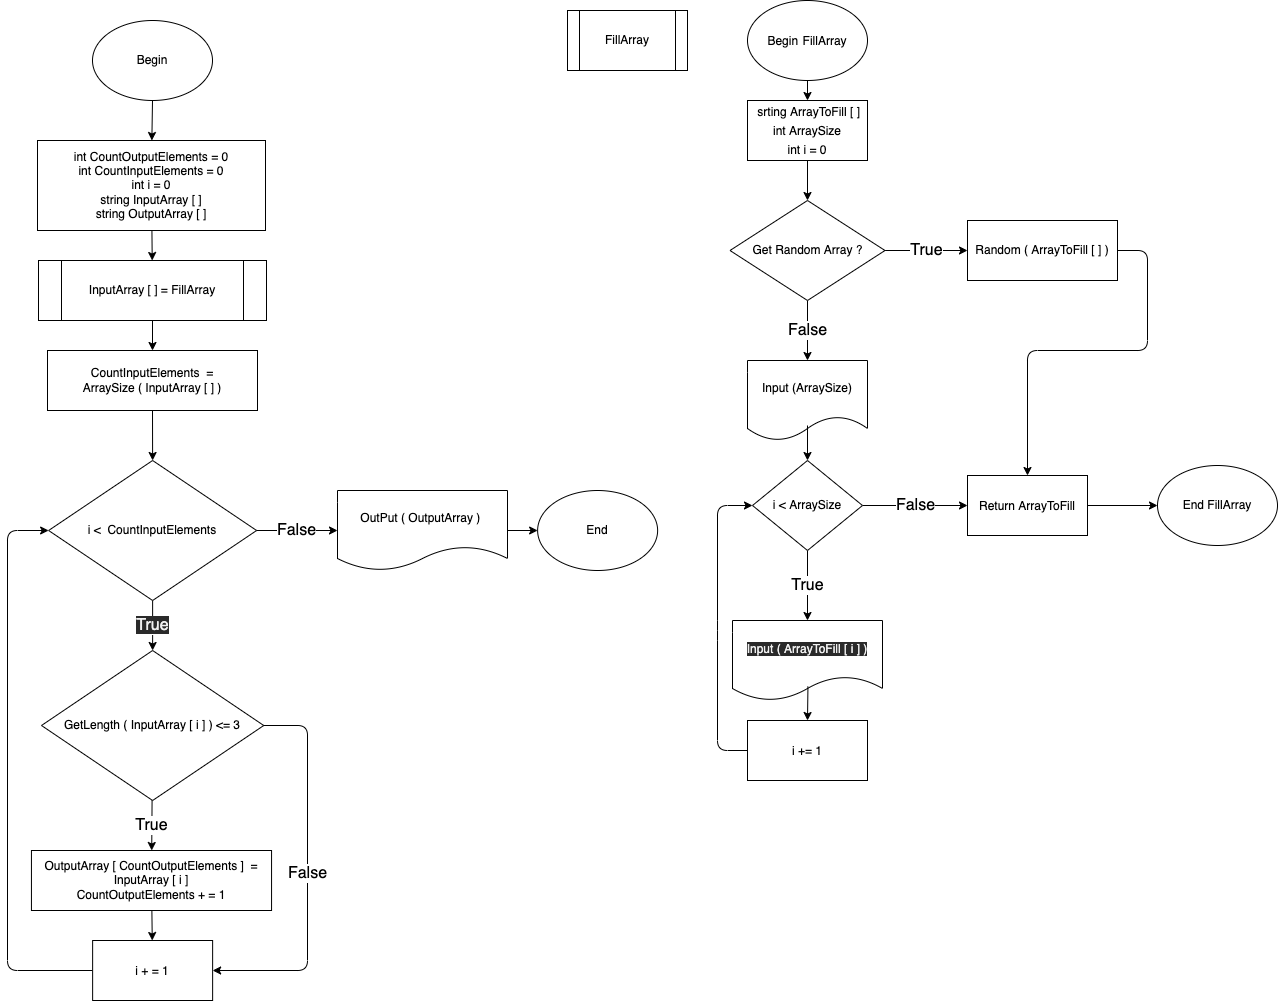 Begin
int CountOutputElements = 0
int CountInputElements = 0
int i = 0
string InputArray [ ]
string OutputArray [ ]
InputArray [ ] = FillArray
CountInputElements =
ArraySize ( InputArray [ ] )
i < CountInputElements
False
OutPut ( OutputArray )
End
True
GetLength ( InputArray [ i ] ) <= 3
True
False
OutputArray [ CountOutputElements ] =
InputArray [ i ]
CountOutputElements + = 1
i + = 1
FillArray
Begin FillArray
srting ArrayToFill [ ]
int ArraySize
int i = 0
Get Random Array ?
True
Random ( ArrayToFill [ ] )
False
Input (ArraySize)
i < ArraySize
False
Return ArrayToFill
End FillArray
True
Input ( ArrayToFill [ i ] )
i += 1